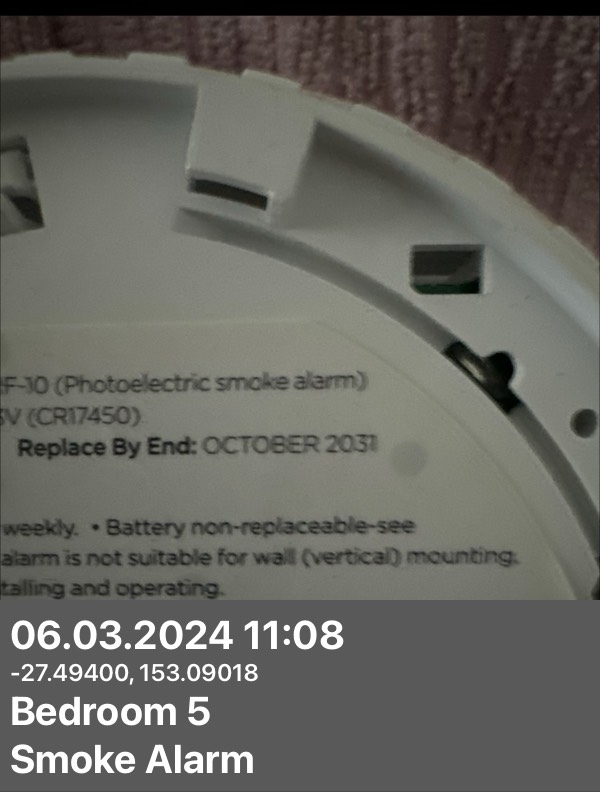 F-10 (Photoelectric smoke alarm)
3V (CR17450)
Replace By End: OCTOBER 2031
weekly. • Battery non-replaceable-see
alarm is not suitable for wall (vertical) mounting.
talling and operating.
06.03.2024 11:08
-27.49400, 153.09018
Bedroom 5
Smoke Alarm